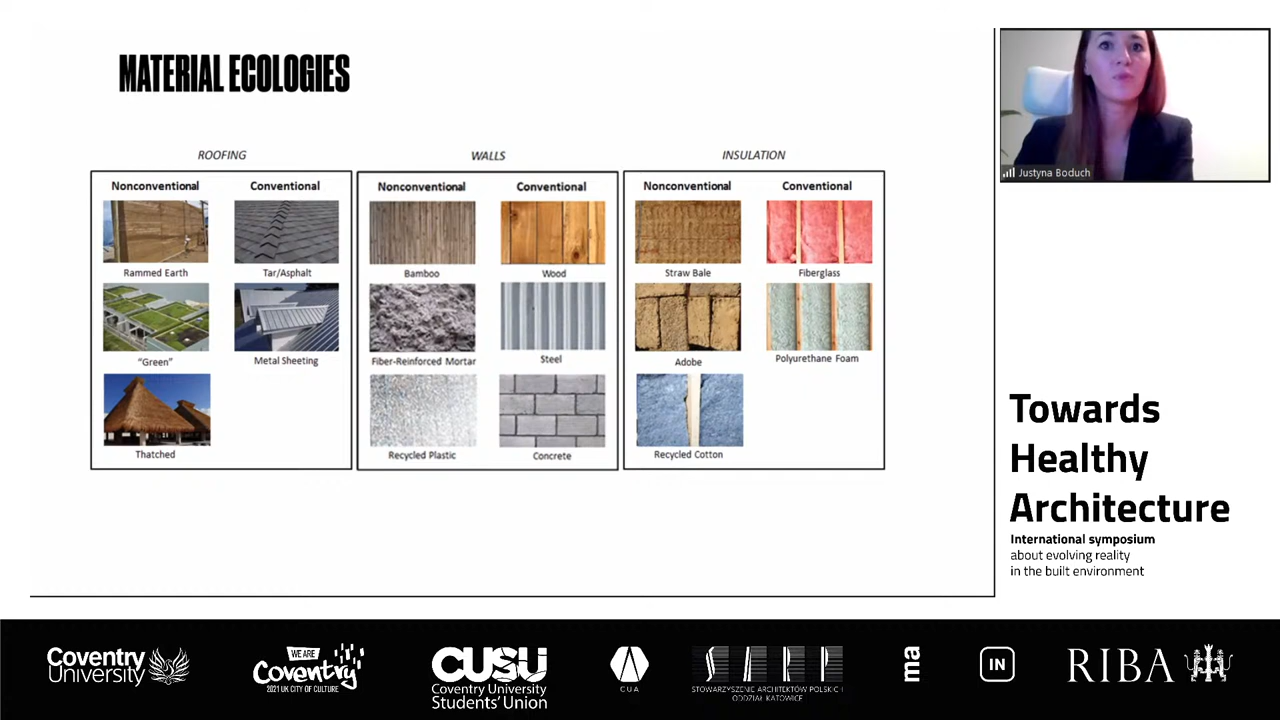 MATERIAL ECOLOGIES
ROOFING
Nonconventional
Conventional
Rammed Earth
Tar/Asphalt
"Green"
Metal Sheeting
Thatched
WALLS
Nonconventional
Conventional
Bamboo
Wood
Fiber-Reinforced Mortar
Steel
Recycled Plastic
Concrete
INSULATION
Nonconventional
Conventional
Straw Bale
Fiberglass
Adobe
Polyurethane Foam
Recycled Cotton
Justyna Boduch
Towards
Healthy
Architecture
International symposium
about evolving reality
in the built environment
Coventry
University
WE ARE
Coventry
2021 UK CITY OF CULTURE
CUSU
Coventry University
Students' Union
CUA
SARP
STOWARZYSZENIE ARCHITEKTÓW POLSKICH
ODDZIAŁ KATOWICE
ma
IN
RIBA